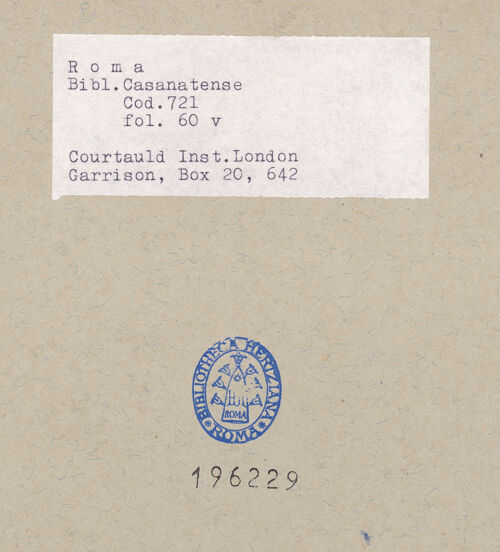 R o m a
Bibl.Casanatense
Cod.721
fol. 60 v
Courtauld Inst.London
Garrison, Box 20, 642
BIBLIOTHECA HERTZIANA
ROMA
* ROMA *
196229